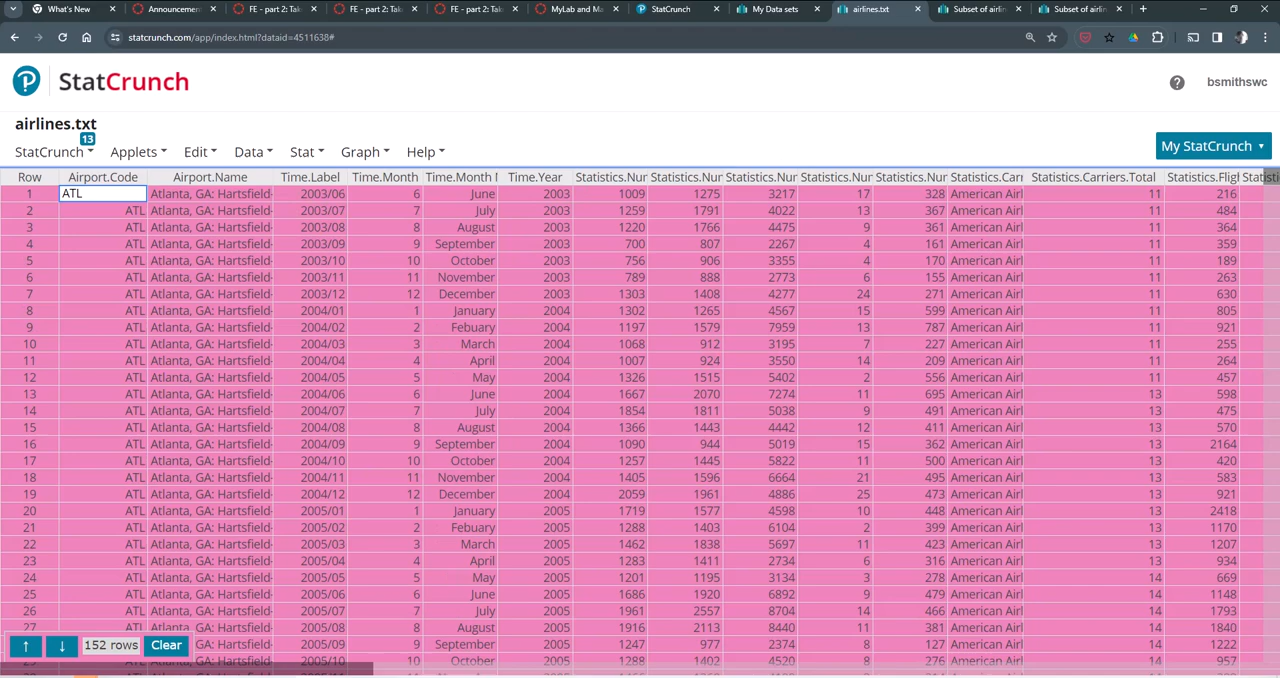 What's New
Announcement
FE - part 2: Take
FE - part 2: Take
FE - part 2: Take
MyLab and Ma
StatCrunch
My Data sets
airlines.txt
Subset of airlin
Subset of airlin
statcrunch.com/app/index.html?dataid=4511638#
StatCrunch
bsmithswc
airlines.txt
13
StatCrunch Applets Edit Data Stat Graph Help
My StatCrunch
Row Airport.Code Airport.Name Time.Label Time.Month Time.Month N Time.Year Statistics.Nur Statistics.Nur Statistics.Nur Statistics.Nur Statistics.Nur Statistics.Carr Statistics.Carriers.Total Statistics.Fligh Statisti
1 ATL Atlanta, GA: Hartsfield- 2003/06 6 June 2003 1009 1275 3217 17 328 American Airl 11 216
2 ATL Atlanta, GA: Hartsfield- 2003/07 7 July 2003 1259 1791 4022 13 367 American Airl 11 484
3 ATL Atlanta, GA: Hartsfield- 2003/08 8 August 2003 1220 1766 4475 9 361 American Airl 11 364
4 ATL Atlanta, GA: Hartsfield- 2003/09 9 September 2003 700 807 2267 4 161 American Airl 11 359
5 ATL Atlanta, GA: Hartsfield- 2003/10 10 October 2003 756 906 3355 4 170 American Airl 11 189
6 ATL Atlanta, GA: Hartsfield- 2003/11 11 November 2003 789 888 2773 6 155 American Airl 11 263
7 ATL Atlanta, GA: Hartsfield- 2003/12 12 December 2003 1303 1408 4277 24 271 American Airl 11 630
8 ATL Atlanta, GA: Hartsfield- 2004/01 1 January 2004 1302 1265 4567 15 599 American Airl 11 805
9 ATL Atlanta, GA: Hartsfield- 2004/02 2 Febuary 2004 1197 1579 7959 13 787 American Airl 11 921
10 ATL Atlanta, GA: Hartsfield- 2004/03 3 March 2004 1068 912 3195 7 227 American Airl 11 255
11 ATL Atlanta, GA: Hartsfield- 2004/04 4 April 2004 1007 924 3550 14 209 American Airl 11 264
12 ATL Atlanta, GA: Hartsfield- 2004/05 5 May 2004 1326 1515 5402 2 556 American Airl 11 457
13 ATL Atlanta, GA: Hartsfield- 2004/06 6 June 2004 1667 2070 7274 11 695 American Airl 13 598
14 ATL Atlanta, GA: Hartsfield- 2004/07 7 July 2004 1854 1811 5038 9 491 American Airl 13 475
15 ATL Atlanta, GA: Hartsfield- 2004/08 8 August 2004 1366 1443 4442 12 411 American Airl 13 570
16 ATL Atlanta, GA: Hartsfield- 2004/09 9 September 2004 1090 944 5019 15 362 American Airl 13 2164
17 ATL Atlanta, GA: Hartsfield- 2004/10 10 October 2004 1257 1445 5822 11 500 American Airl 13 420
18 ATL Atlanta, GA: Hartsfield- 2004/11 11 November 2004 1405 1596 6664 21 495 American Airl 13 583
19 ATL Atlanta, GA: Hartsfield- 2004/12 12 December 2004 2059 1961 4886 25 473 American Airl 13 921
20 ATL Atlanta, GA: Hartsfield- 2005/01 1 January 2005 1719 1577 4598 10 448 American Airl 13 2418
21 ATL Atlanta, GA: Hartsfield- 2005/02 2 Febuary 2005 1288 1403 6104 2 399 American Airl 13 1170
22 ATL Atlanta, GA: Hartsfield- 2005/03 3 March 2005 1462 1838 5697 11 423 American Airl 13 1207
23 ATL Atlanta, GA: Hartsfield- 2005/04 4 April 2005 1283 1411 2734 6 316 American Airl 13 934
24 ATL Atlanta, GA: Hartsfield- 2005/05 5 May 2005 1201 1195 3134 3 278 American Airl 14 669
25 ATL Atlanta, GA: Hartsfield- 2005/06 6 June 2005 1686 1920 6892 9 479 American Airl 14 1148
26 ATL Atlanta, GA: Hartsfield- 2005/07 7 July 2005 1961 2557 8704 14 466 American Airl 14 1793
27 ATL Atlanta, GA: Hartsfield- 2005/08 8 August 2005 1916 2113 8440 11 381 American Airl 14 1840
↑ ↓ 152 rows Clear GA: Hartsfield- 2005/09 9 September 2005 1247 977 2374 8 127 American Airl 14 1222
GA: Hartsfield- 2005/10 10 October 2005 1288 1402 4520 8 276 American Airl 14 957